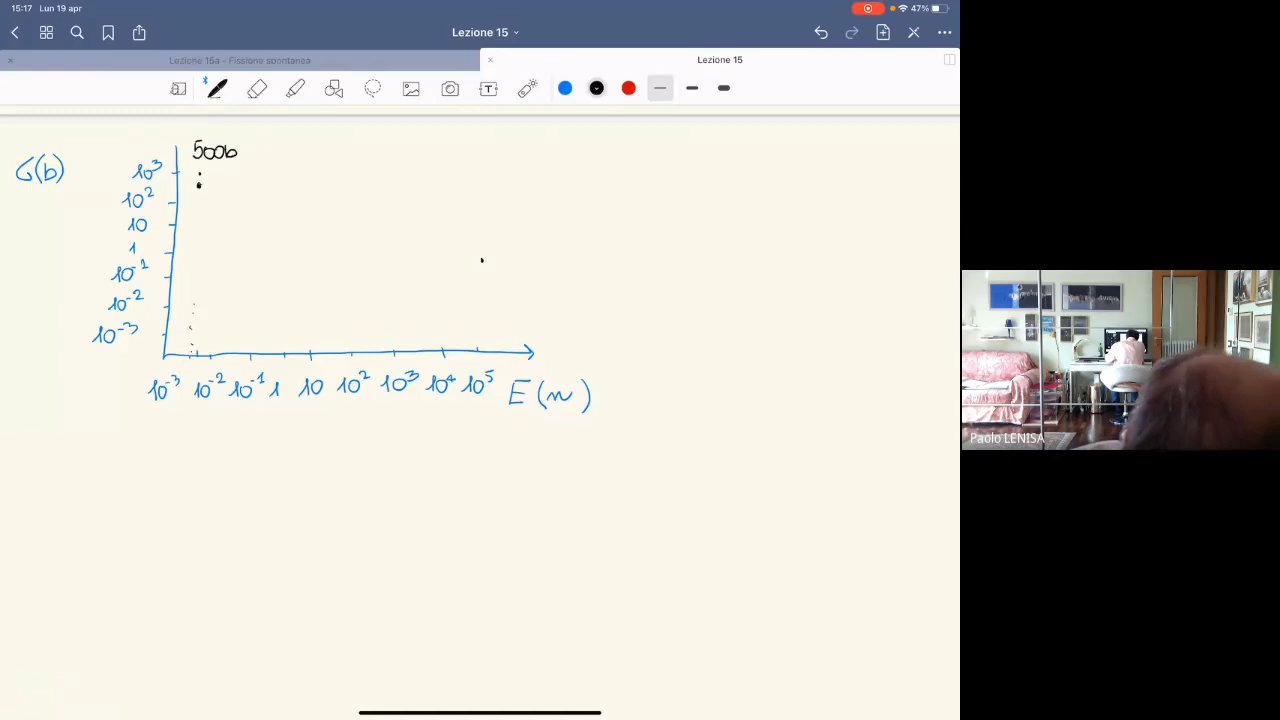 15:17 Lun 19 apr
47%
Lezione 15
Lezione 15a - Fissione spontanea
Lezione 15
σ(b)
500b
10³
10²
10
1
10⁻¹
10⁻²
10⁻³
10⁻³ 10⁻² 10⁻¹ 1 10 10² 10³ 10⁴ 10⁵ E(n)
Paolo LENISA